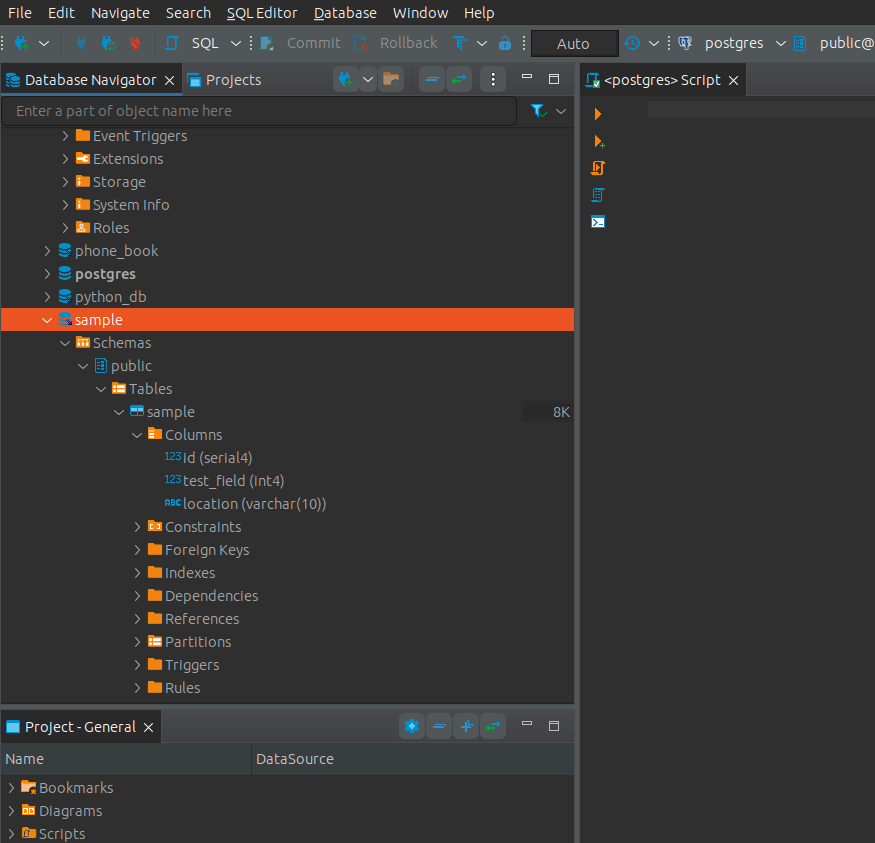 File Edit Navigate Search SQL Editor Database Window Help
SQL Commit Rollback Auto postgres public@
Database Navigator Projects
Enter a part of object name here
Event Triggers
Extensions
Storage
System Info
Roles
phone_book
postgres
python_db
sample
Schemas
public
Tables
sample 8K
Columns
123 id (serial4)
123 test_field (int4)
ABC location (varchar(10))
Constraints
Foreign Keys
Indexes
Dependencies
References
Partitions
Triggers
Rules
Project - General
Name DataSource
Bookmarks
Diagrams
Scripts
<postgres> Script